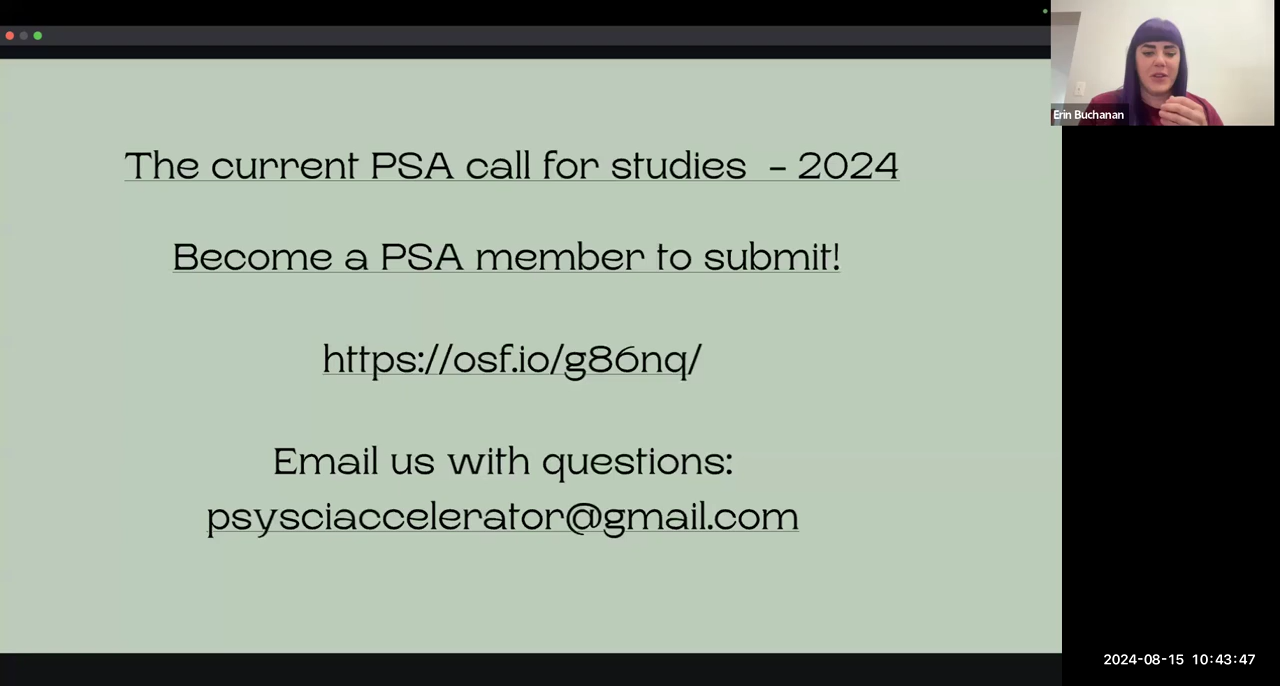 The current PSA call for studies - 2024
Become a PSA member to submit!
https://osf.io/g86nq/
Email us with questions:
psysciaccelerator@gmail.com
Erin Buchanan
2024-08-15 10:43:47